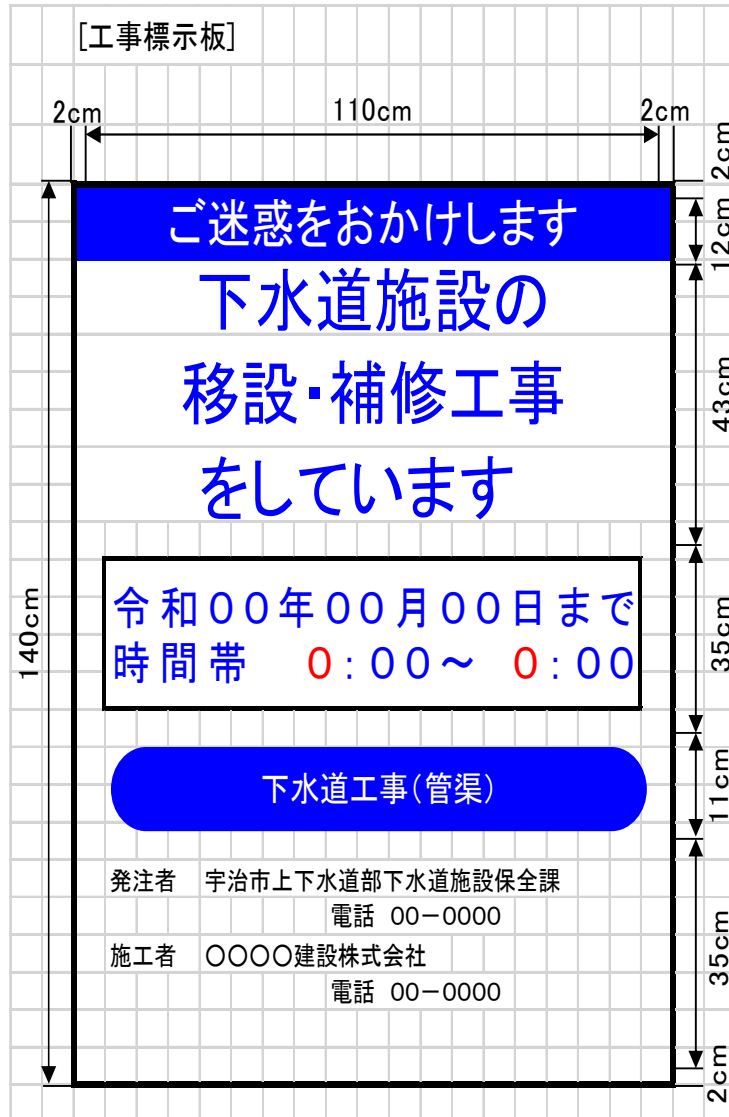 [工事標示板]
2cm 110cm 2cm
2cm
ご迷惑をおかけします
12cm
下水道施設の
移設・補修工事
をしています
43cm
140cm
令和00年00月00日まで
時間帯 0:00～ 0:00
35cm
下水道工事(管渠)
11cm
発注者 宇治市上下水道部下水道施設保全課
電話 00－0000
施工者 〇〇〇〇建設株式会社
電話 00－0000
35cm
2cm